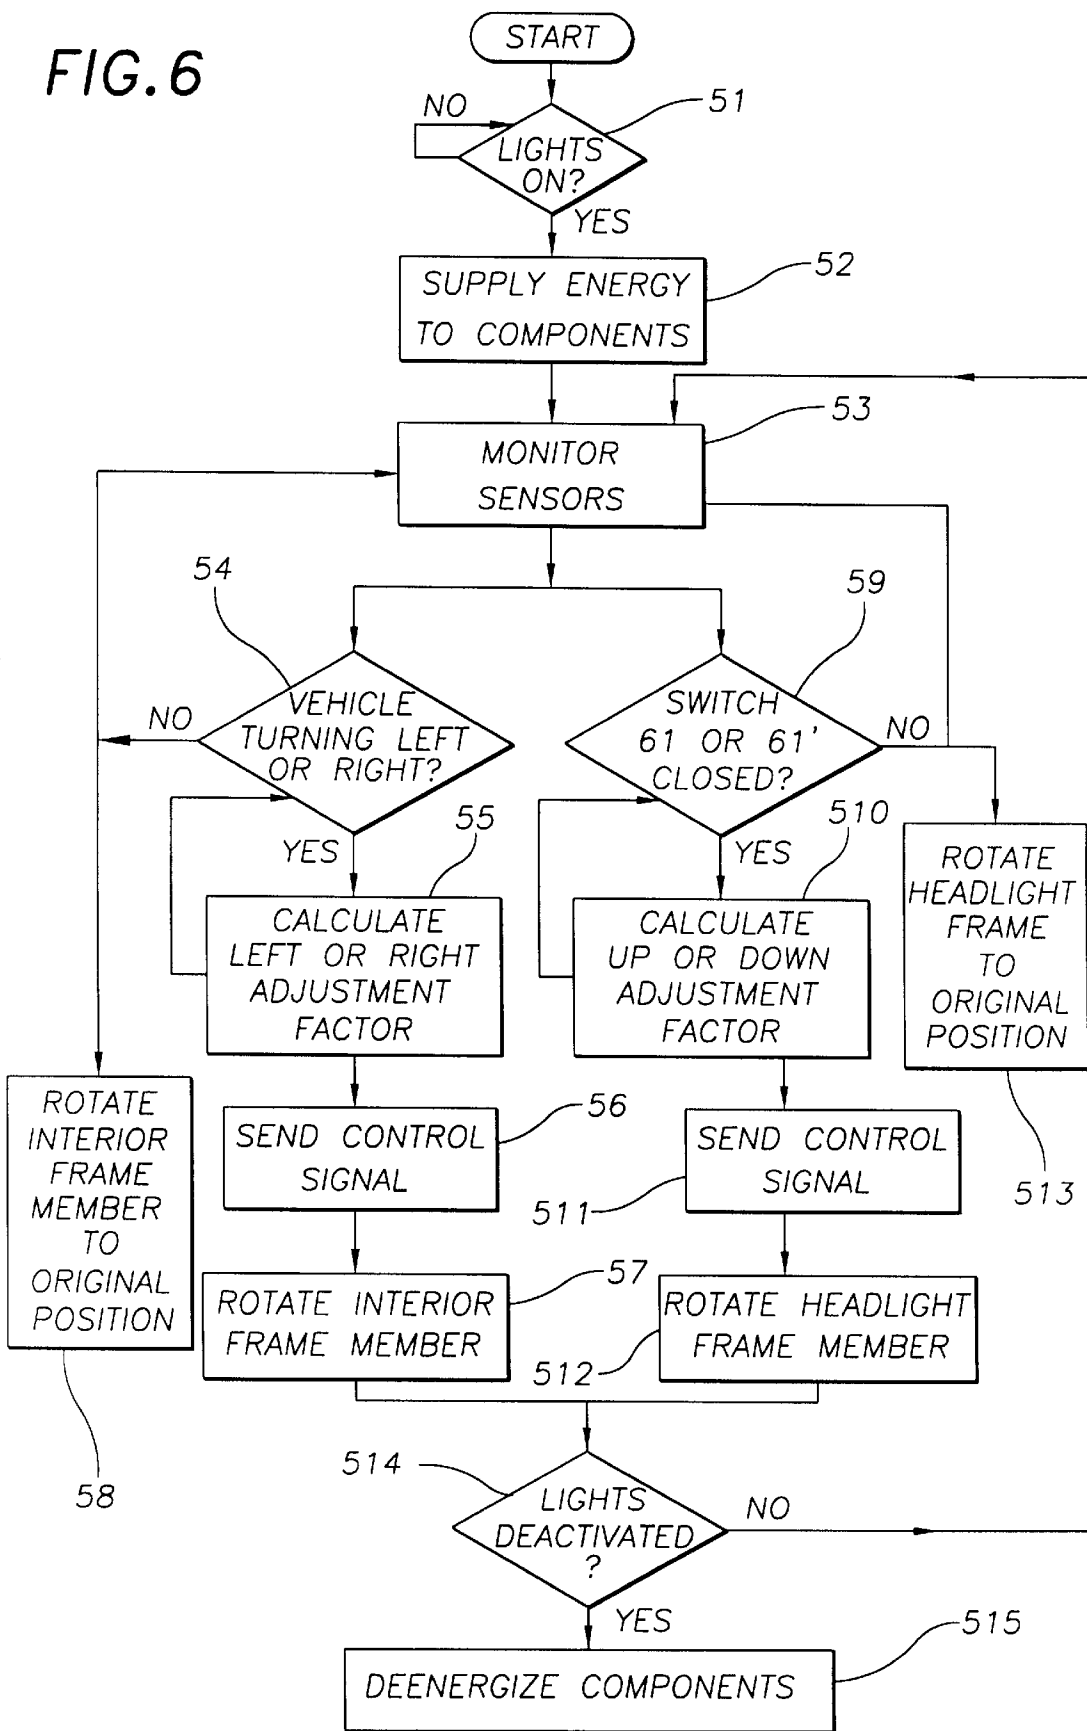 FIG. 6
START
51
NO
LIGHTS
ON?
YES
52
SUPPLY ENERGY
TO COMPONENTS
53
MONITOR
SENSORS
54
59
NO
VEHICLE
TURNING LEFT
OR RIGHT?
SWITCH
61 OR 61'
CLOSED?
NO
YES
55
YES
510
CALCULATE
LEFT OR RIGHT
ADJUSTMENT
FACTOR
CALCULATE
UP OR DOWN
ADJUSTMENT
FACTOR
ROTATE
HEADLIGHT
FRAME
TO
ORIGINAL
POSITION
513
ROTATE
INTERIOR
FRAME
MEMBER
TO
ORIGINAL
POSITION
58
SEND CONTROL
SIGNAL
56
SEND CONTROL
SIGNAL
511
ROTATE INTERIOR
FRAME MEMBER
57
ROTATE HEADLIGHT
FRAME MEMBER
512
514
LIGHTS
DEACTIVATED
?
NO
YES
515
DEENERGIZE COMPONENTS